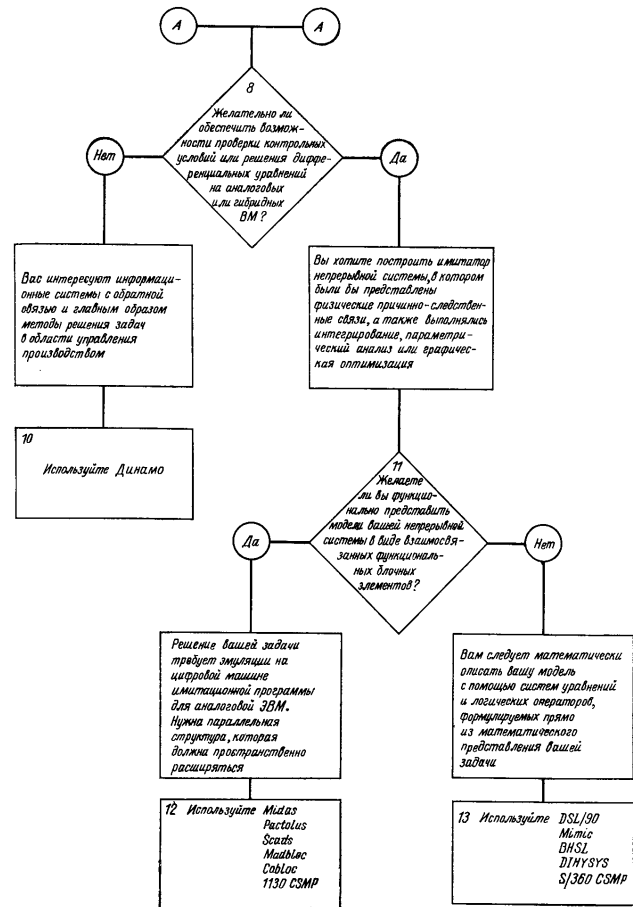 А А
8
Желательно ли
обеспечить возмож-
ности проверки контрольных
условий или решения диффе-
ренциальных уравнений
на аналоговых
или гибридных
ВМ?
Нет
Да
Вас интересуют информаци-
онные системы с обратной
связью и главным образом
методы решения задач
в области управления
производством
Вы хотите построить имитатор
непрерывной системы, в котором
были бы представлены
физические причинно-следствен-
ные связи, а также выполнялись
интегрирование, параметри-
ческий анализ или графичес-
кая оптимизация
10
Используйте Динамо
11
Желаете
ли вы функцио-
нально представить
модели вашей непрерывной
системы в виде взаимосвя-
занных функциональ-
ных блочных
элементов?
Да
Нет
Решение вашей задачи
требует эмуляции на
цифровой машине
имитационной программы
для аналоговой ЭВМ.
Нужна параллельная
структура, которая
должна пространственно
расширяться
Вам следует математически
описать вашу модель
с помощью систем уравнений
и логических операторов,
формулируемых прямо
из математического
представления вашей
задачи
12 Используйте Midas
Pactolus
Scads
Madbloc
Cobloc
1130 CSMP
13 Используйте DSL/90
Mimic
BHSL
DIHYSYS
S/360 CSMP